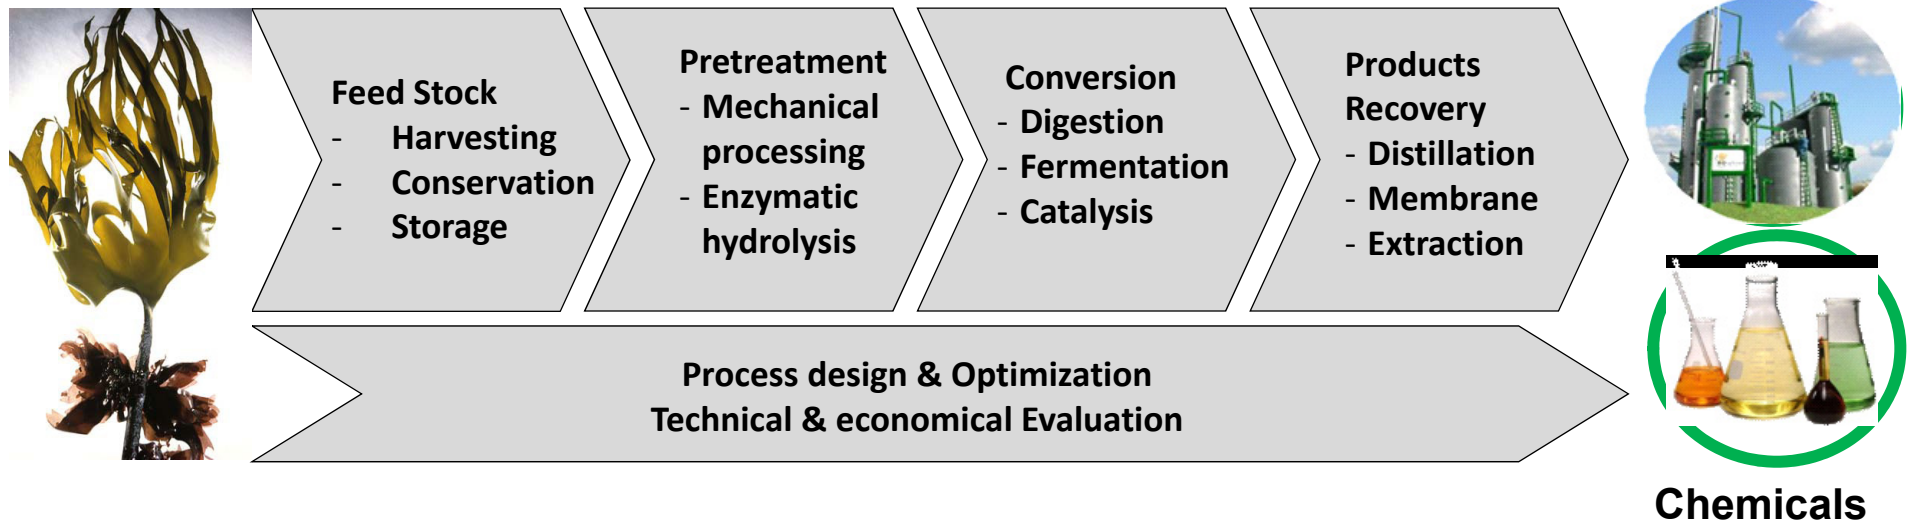 Feed Stock
- Harvesting
- Conservation
- Storage
Pretreatment
- Mechanical
processing
- Enzymatic
hydrolysis
Conversion
- Digestion
- Fermentation
- Catalysis
Products
Recovery
- Distillation
- Membrane
- Extraction
Process design & Optimization
Technical & economical Evaluation
Chemicals